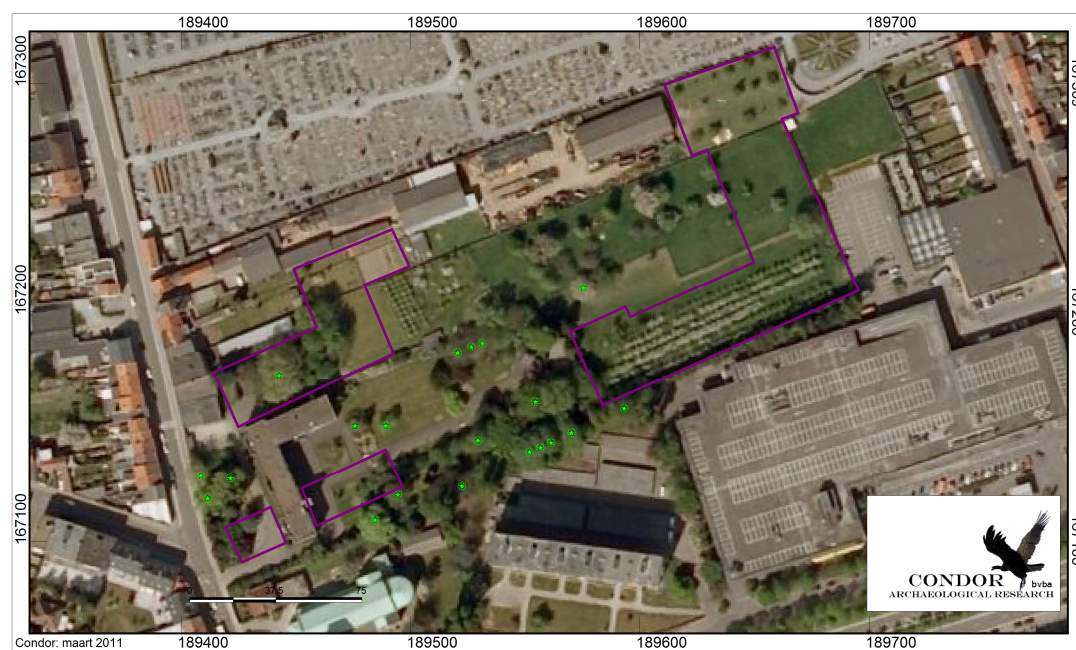 189400 189500 189600 189700
167300
167200
167100
0 37,5 75
CONDOR bvba
ARCHAEOLOGICAL RESEARCH
Condor: maart 2011
189400 189500 189600 189700